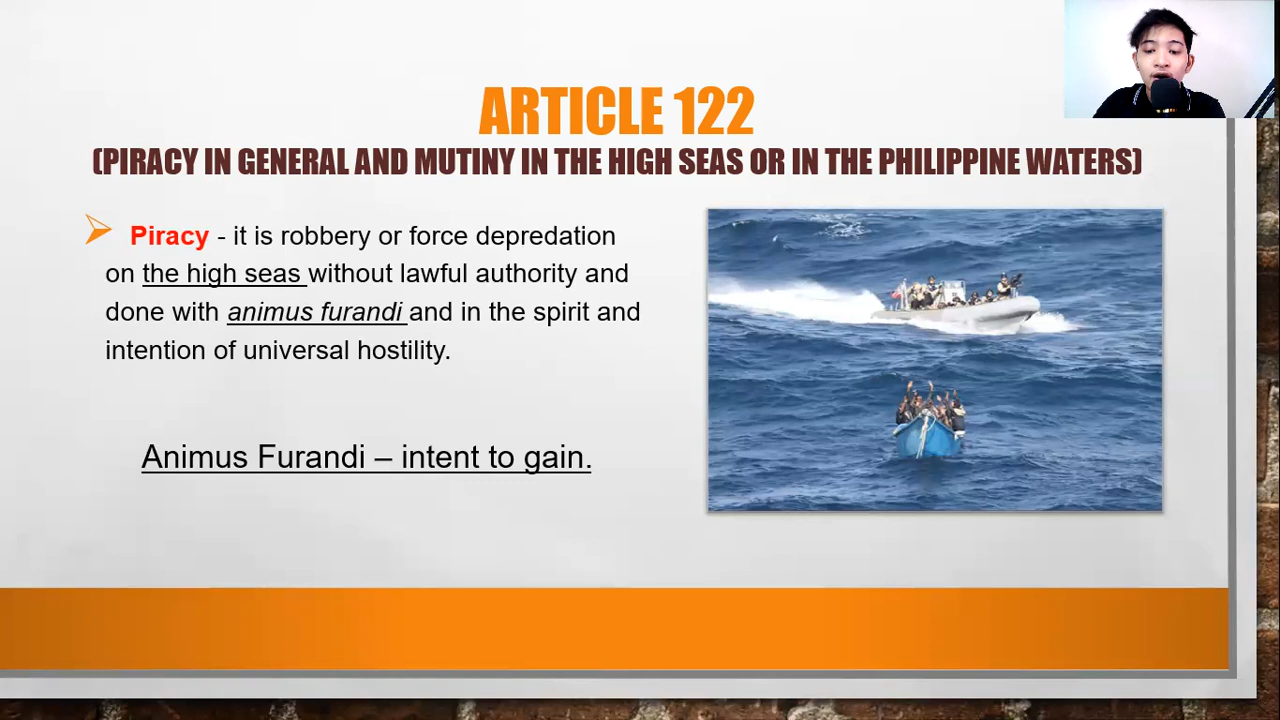 ARTICLE 122
(PIRACY IN GENERAL AND MUTINY IN THE HIGH SEAS OR IN THE PHILIPPINE WATERS)
Piracy - it is robbery or force depredation
on the high seas without lawful authority and
done with animus furandi and in the spirit and
intention of universal hostility.
Animus Furandi – intent to gain.